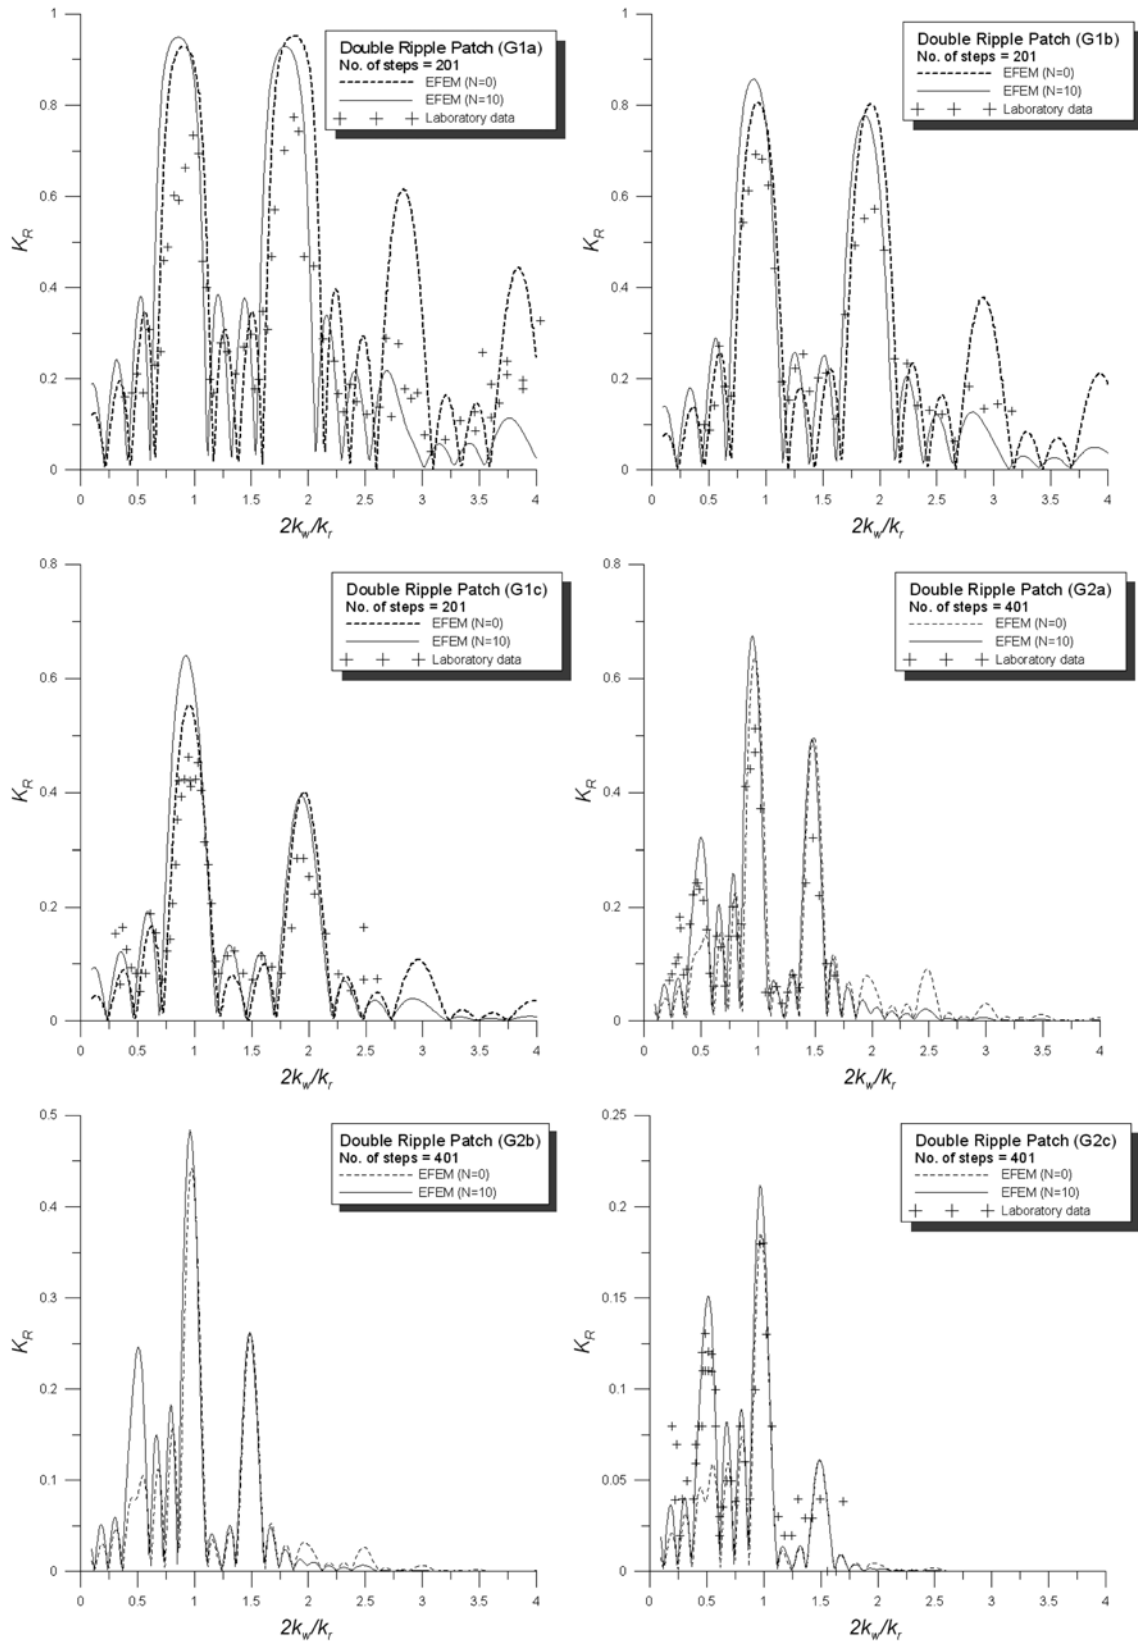 Double Ripple Patch (G1a)
No. of steps = 201
EFEM (N=0)
EFEM (N=10)
Laboratory data
1
0.8
0.6
0.4
0.2
0
K_R
0 0.5 1 1.5 2 2.5 3 3.5 4
2k_w/k_r
Double Ripple Patch (G1b)
No. of steps = 201
EFEM (N=0)
EFEM (N=10)
Laboratory data
1
0.8
0.6
0.4
0.2
0
K_R
0 0.5 1 1.5 2 2.5 3 3.5 4
2k_w/k_r
Double Ripple Patch (G1c)
No. of steps = 201
EFEM (N=0)
EFEM (N=10)
Laboratory data
0.8
0.6
0.4
0.2
0
K_R
0 0.5 1 1.5 2 2.5 3 3.5 4
2k_w/k_r
Double Ripple Patch (G2a)
No. of steps = 401
EFEM (N=0)
EFEM (N=10)
Laboratory data
0.8
0.6
0.4
0.2
0
K_R
0 0.5 1 1.5 2 2.5 3 3.5 4
2k_w/k_r
Double Ripple Patch (G2b)
No. of steps = 401
EFEM (N=0)
EFEM (N=10)
0.5
0.4
0.3
0.2
0.1
0
K_R
0 0.5 1 1.5 2 2.5 3 3.5 4
2k_w/k_r
Double Ripple Patch (G2c)
No. of steps = 401
EFEM (N=0)
EFEM (N=10)
Laboratory data
0.25
0.2
0.15
0.1
0.05
0
K_R
0 0.5 1 1.5 2 2.5 3 3.5 4
2k_w/k_r